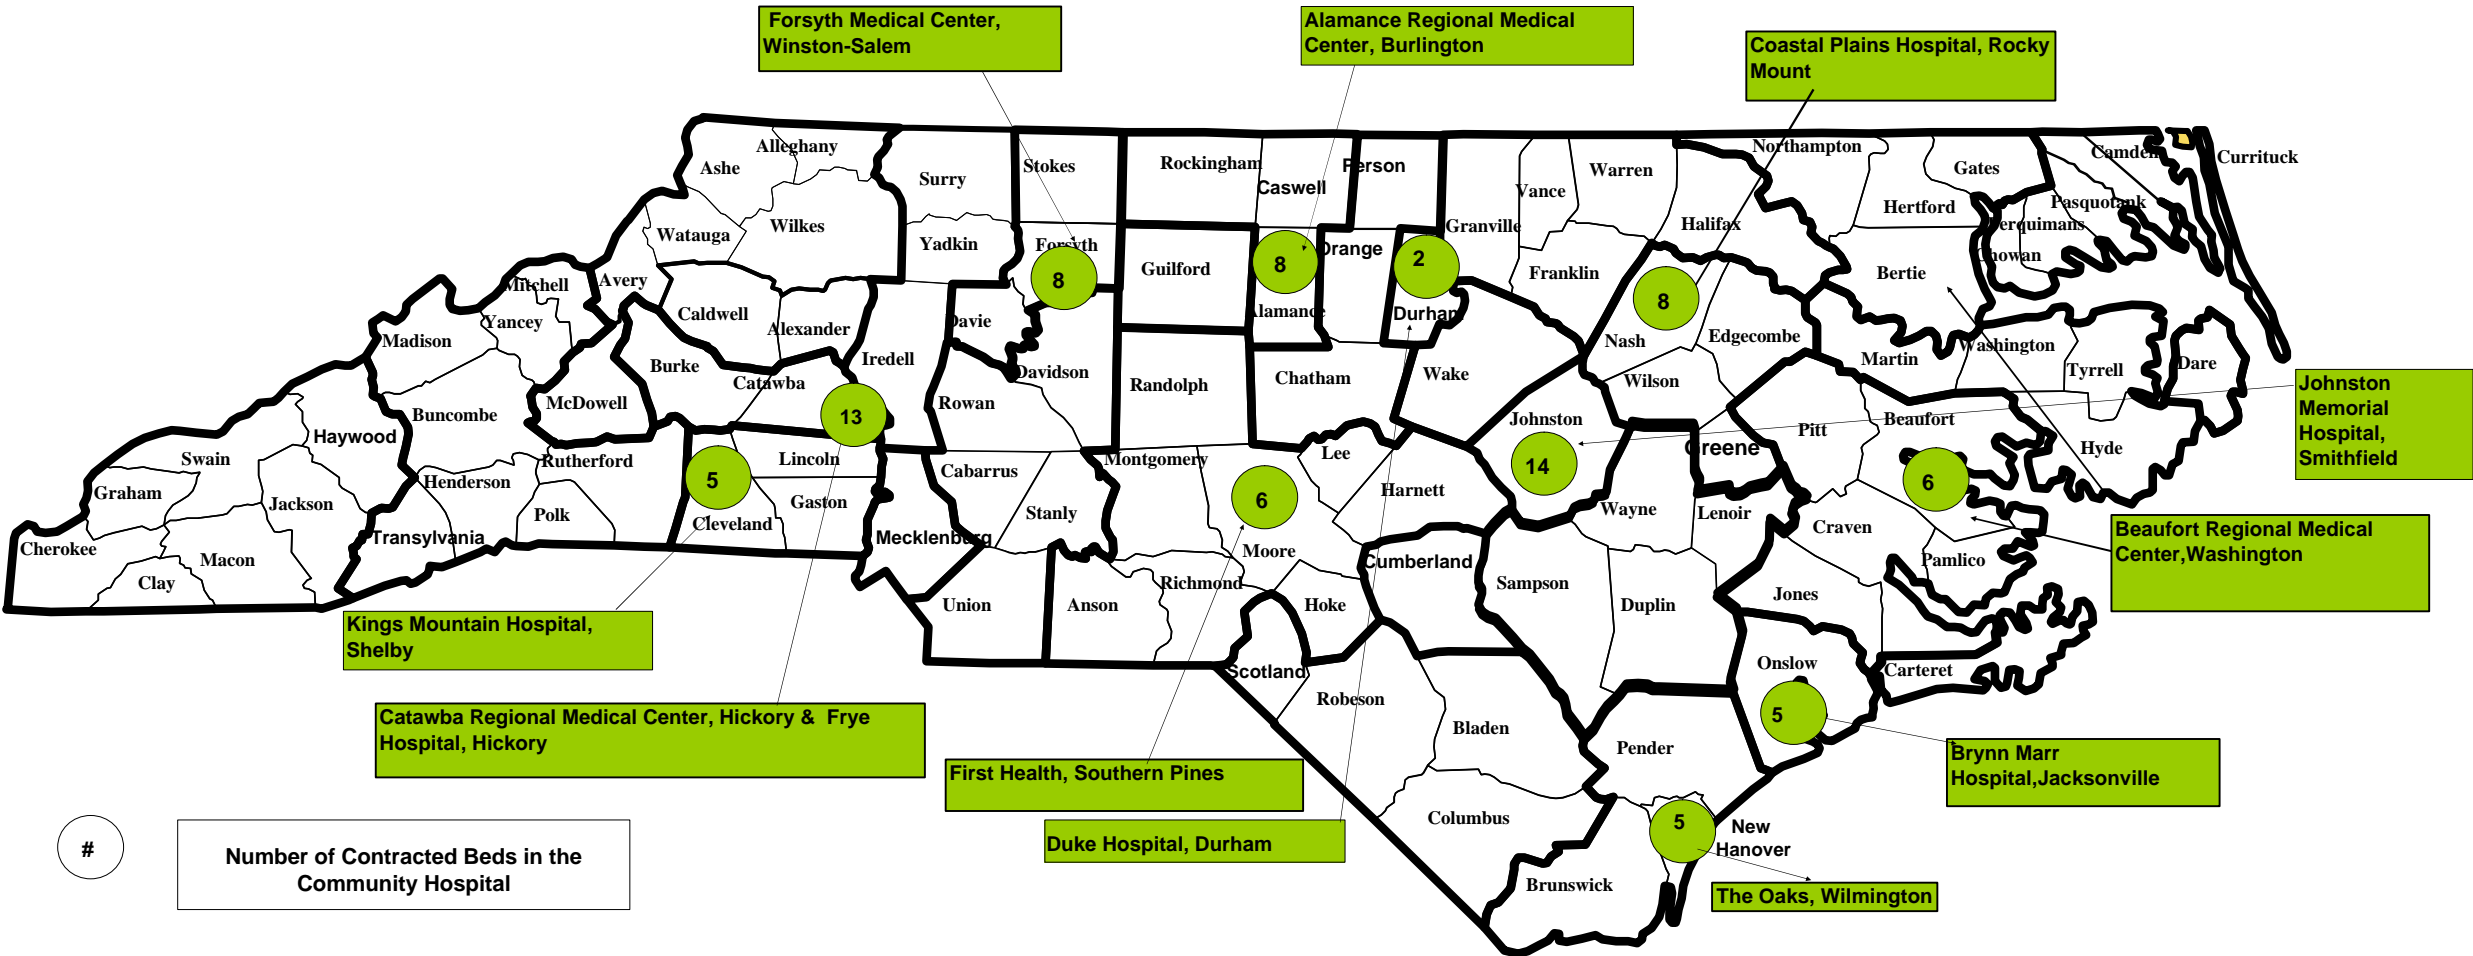 Forsyth Medical Center,
Winston-Salem
Alamance Regional Medical
Center, Burlington
Coastal Plains Hospital, Rocky
Mount
Alleghany
Ashe
Surry
Stokes
Rockingham
Caswell
Person
Vance
Warren
Northampton
Gates
Camden
Currituck
Watauga
Wilkes
Yadkin
Forsyth
Guilford
Orange
Granville
Halifax
Hertford
Pasquotank
Perquimans
Chowan
Mitchell
Avery
8
8
2
Franklin
8
Bertie
Madison
Yancey
Caldwell
Alexander
Davie
Alamance
Durham
Nash
Edgecombe
Martin
Washington
Tyrrell
Dare
Burke
Catawba
Iredell
Davidson
Randolph
Chatham
Wake
Wilson
Buncombe
McDowell
13
Rowan
Johnston
Pitt
Beaufort
Hyde
Johnston
Memorial
Hospital,
Smithfield
Haywood
Swain
Graham
Jackson
Henderson
Rutherford
5
Lincoln
Gaston
Cabarrus
Montgomery
6
Lee
Harnett
14
Greene
6
Cherokee
Macon
Clay
Transylvania
Polk
Cleveland
Mecklenburg
Stanly
Moore
Cumberland
Wayne
Lenoir
Craven
Pamlico
Beaufort Regional Medical
Center,Washington
Union
Anson
Richmond
Hoke
Sampson
Duplin
Jones
Kings Mountain Hospital,
Shelby
Scotland
Robeson
Onslow
Carteret
Catawba Regional Medical Center, Hickory & Frye
Hospital, Hickory
Bladen
Pender
5
Brynn Marr
Hospital,Jacksonville
First Health, Southern Pines
Columbus
5
New
Hanover
Duke Hospital, Durham
Brunswick
The Oaks, Wilmington
#
Number of Contracted Beds in the
Community Hospital